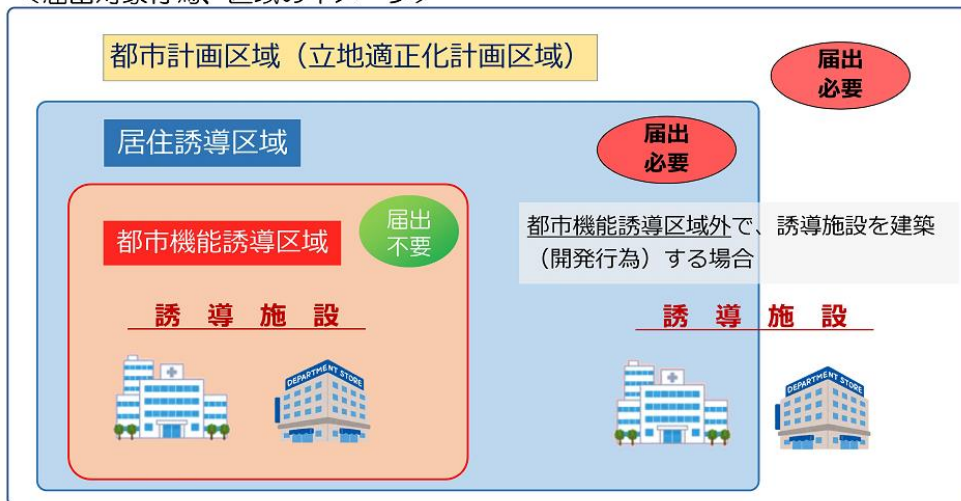 都市計画区域（立地適正化計画区域）
届出
必要
居住誘導区域
届出
必要
都市機能誘導区域
届出
不要
都市機能誘導区域外で、誘導施設を建築
（開発行為）する場合
誘導施設
誘導施設
DEPARTMENT STORE
DEPARTMENT STORE